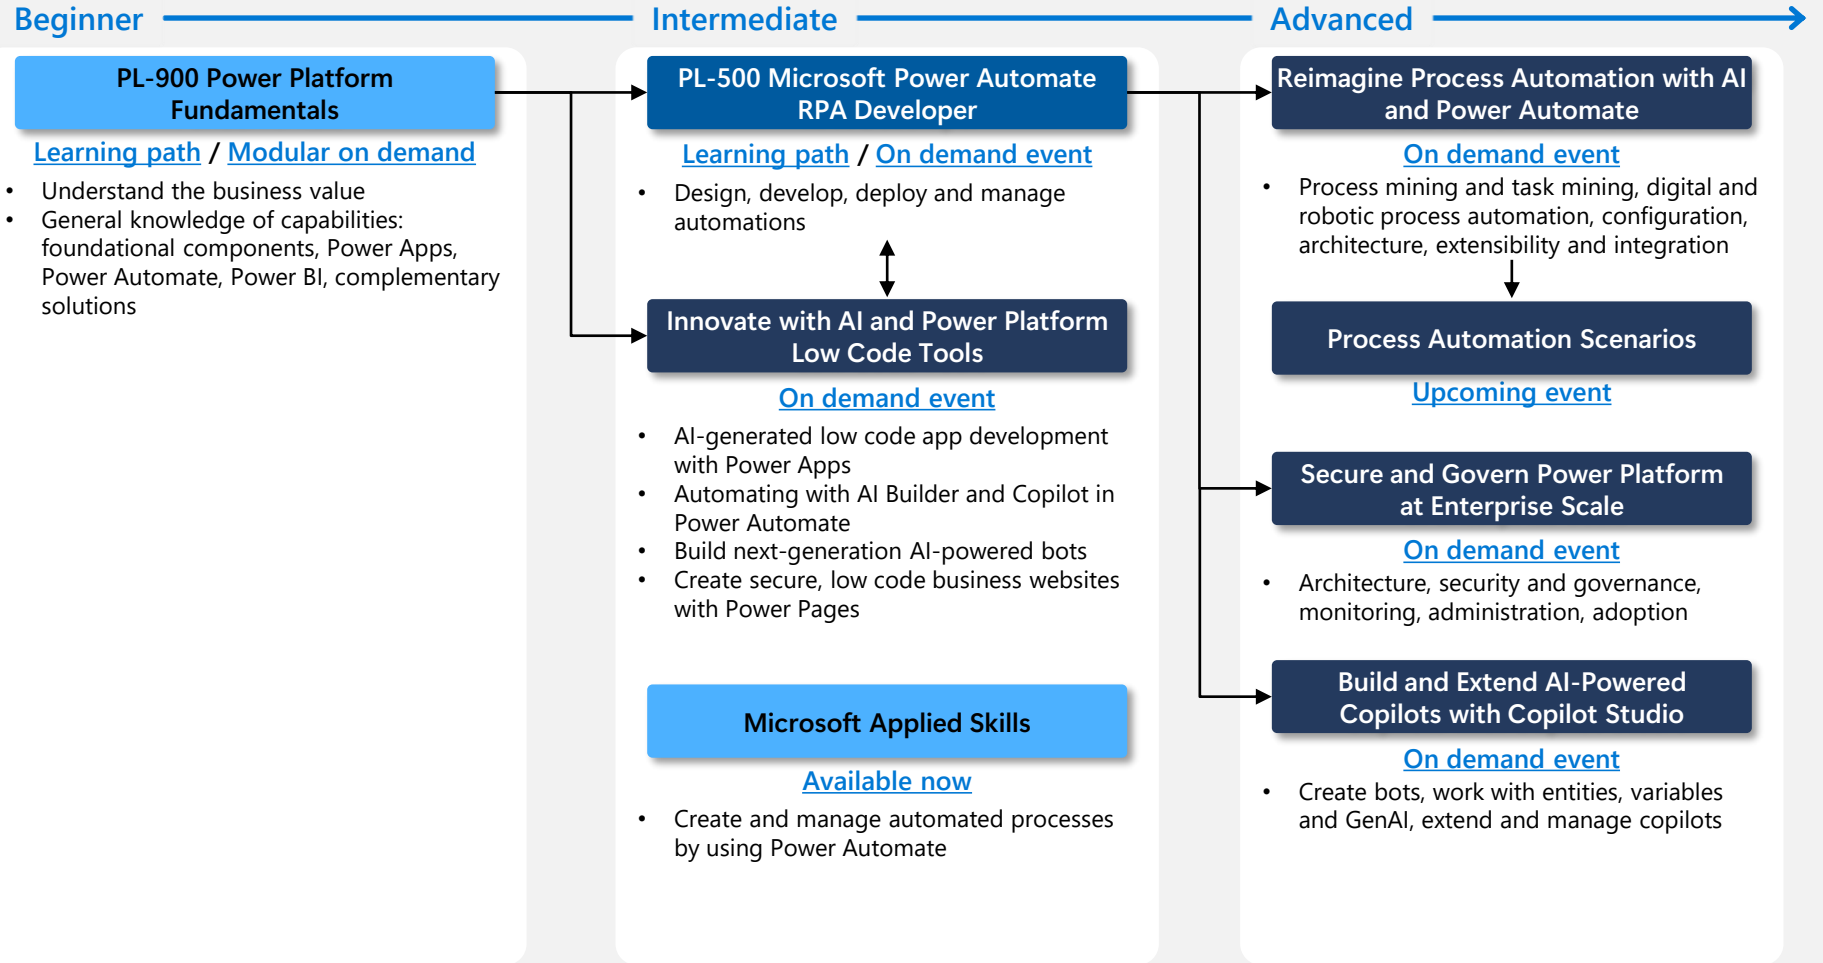 Beginner
PL-900 Power Platform
Fundamentals
Learning path / Modular on demand
• Understand the business value
• General knowledge of capabilities:
foundational components, Power Apps,
Power Automate, Power BI, complementary
solutions
Intermediate
PL-500 Microsoft Power Automate
RPA Developer
Learning path / On demand event
• Design, develop, deploy and manage
automations
Innovate with AI and Power Platform
Low Code Tools
On demand event
• AI-generated low code app development
with Power Apps
• Automating with AI Builder and Copilot in
Power Automate
• Build next-generation AI-powered bots
• Create secure, low code business websites
with Power Pages
Microsoft Applied Skills
Available now
• Create and manage automated processes
by using Power Automate
Advanced
Reimagine Process Automation with AI
and Power Automate
On demand event
• Process mining and task mining, digital and
robotic process automation, configuration,
architecture, extensibility and integration
Process Automation Scenarios
Upcoming event
Secure and Govern Power Platform
at Enterprise Scale
On demand event
• Architecture, security and governance,
monitoring, administration, adoption
Build and Extend AI-Powered
Copilots with Copilot Studio
On demand event
• Create bots, work with entities, variables
and GenAI, extend and manage copilots